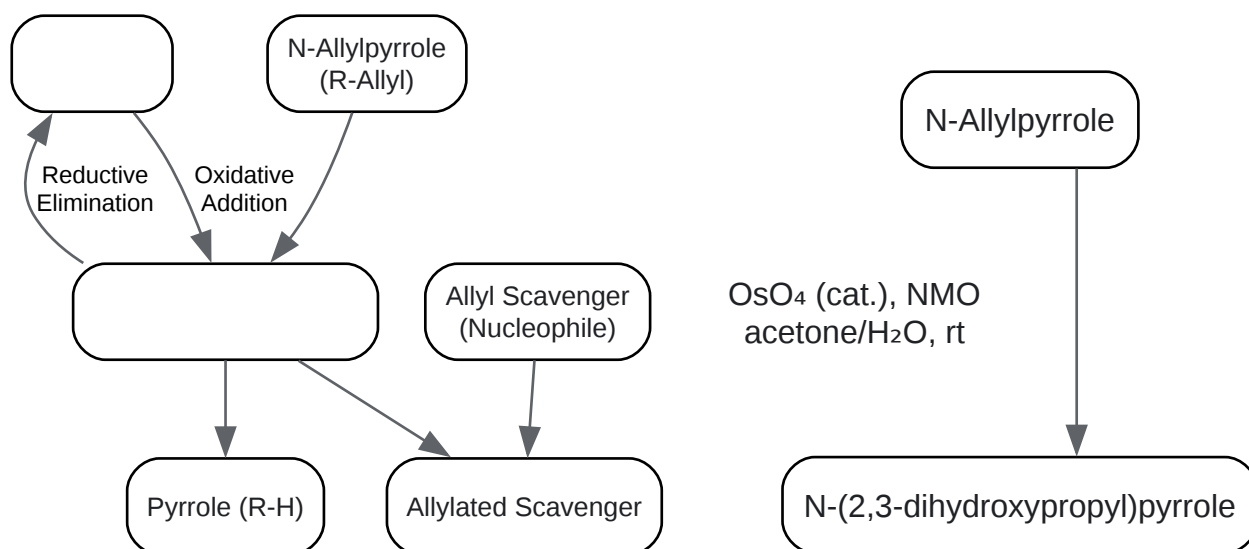 N-Allylpyrrole
(R-Allyl)
Reductive
Elimination
Oxidative
Addition
Allyl Scavenger
(Nucleophile)
Pyrrole (R-H)
Allylated Scavenger
N-Allylpyrrole
OsO₄ (cat.), NMO
acetone/H₂O, rt
N-(2,3-dihydroxypropyl)pyrrole